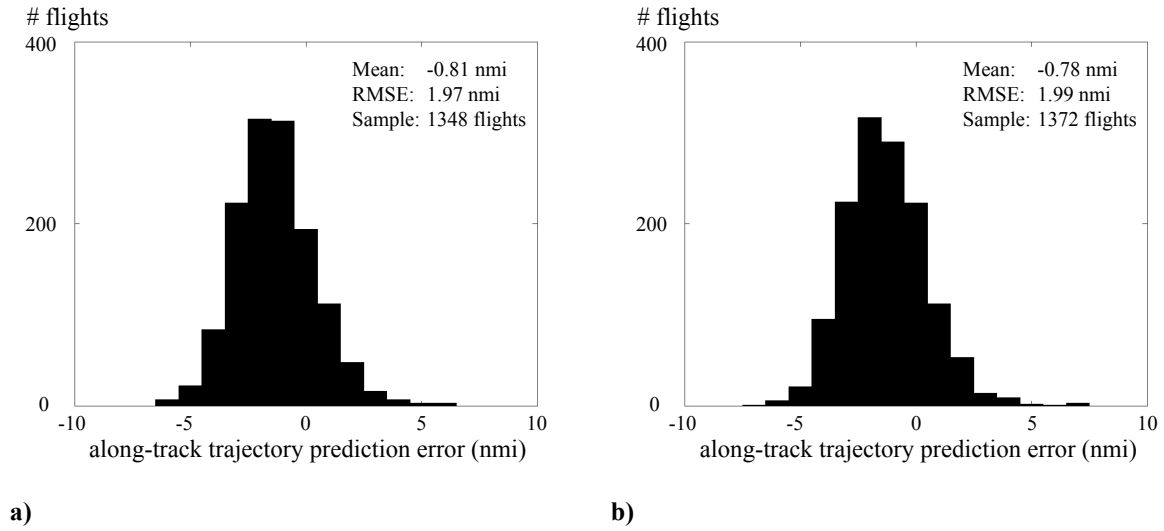 # flights
400
Mean: -0.81 nmi
RMSE: 1.97 nmi
Sample: 1348 flights
200
0
-10 -5 0 5 10
along-track trajectory prediction error (nmi)
a)
# flights
400
Mean: -0.78 nmi
RMSE: 1.99 nmi
Sample: 1372 flights
200
0
-10 -5 0 5 10
along-track trajectory prediction error (nmi)
b)